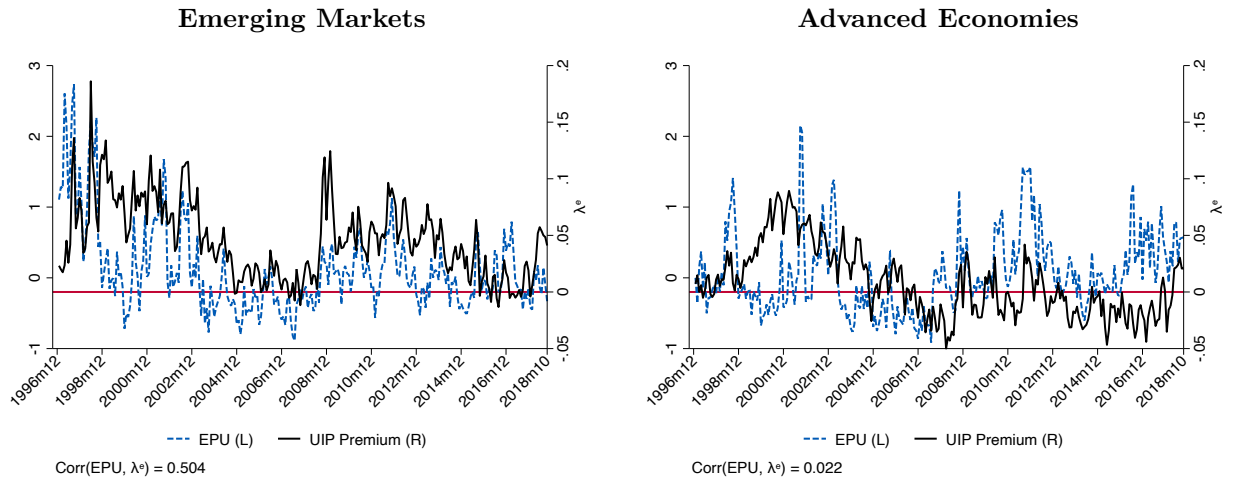 Emerging Markets
3
2
1
0
-1
.2
.15
.1
.05
0
-.05
λᵉ
1996m12
1998m12
2000m12
2002m12
2004m12
2006m12
2008m12
2010m12
2012m12
2014m12
2016m12
2018m10
EPU (L)
UIP Premium (R)
Corr(EPU, λᵉ) = 0.504
Advanced Economies
3
2
1
0
-1
.2
.15
.1
.05
0
-.05
λᵉ
1996m12
1998m12
2000m12
2002m12
2004m12
2006m12
2008m12
2010m12
2012m12
2014m12
2016m12
2018m10
EPU (L)
UIP Premium (R)
Corr(EPU, λᵉ) = 0.022